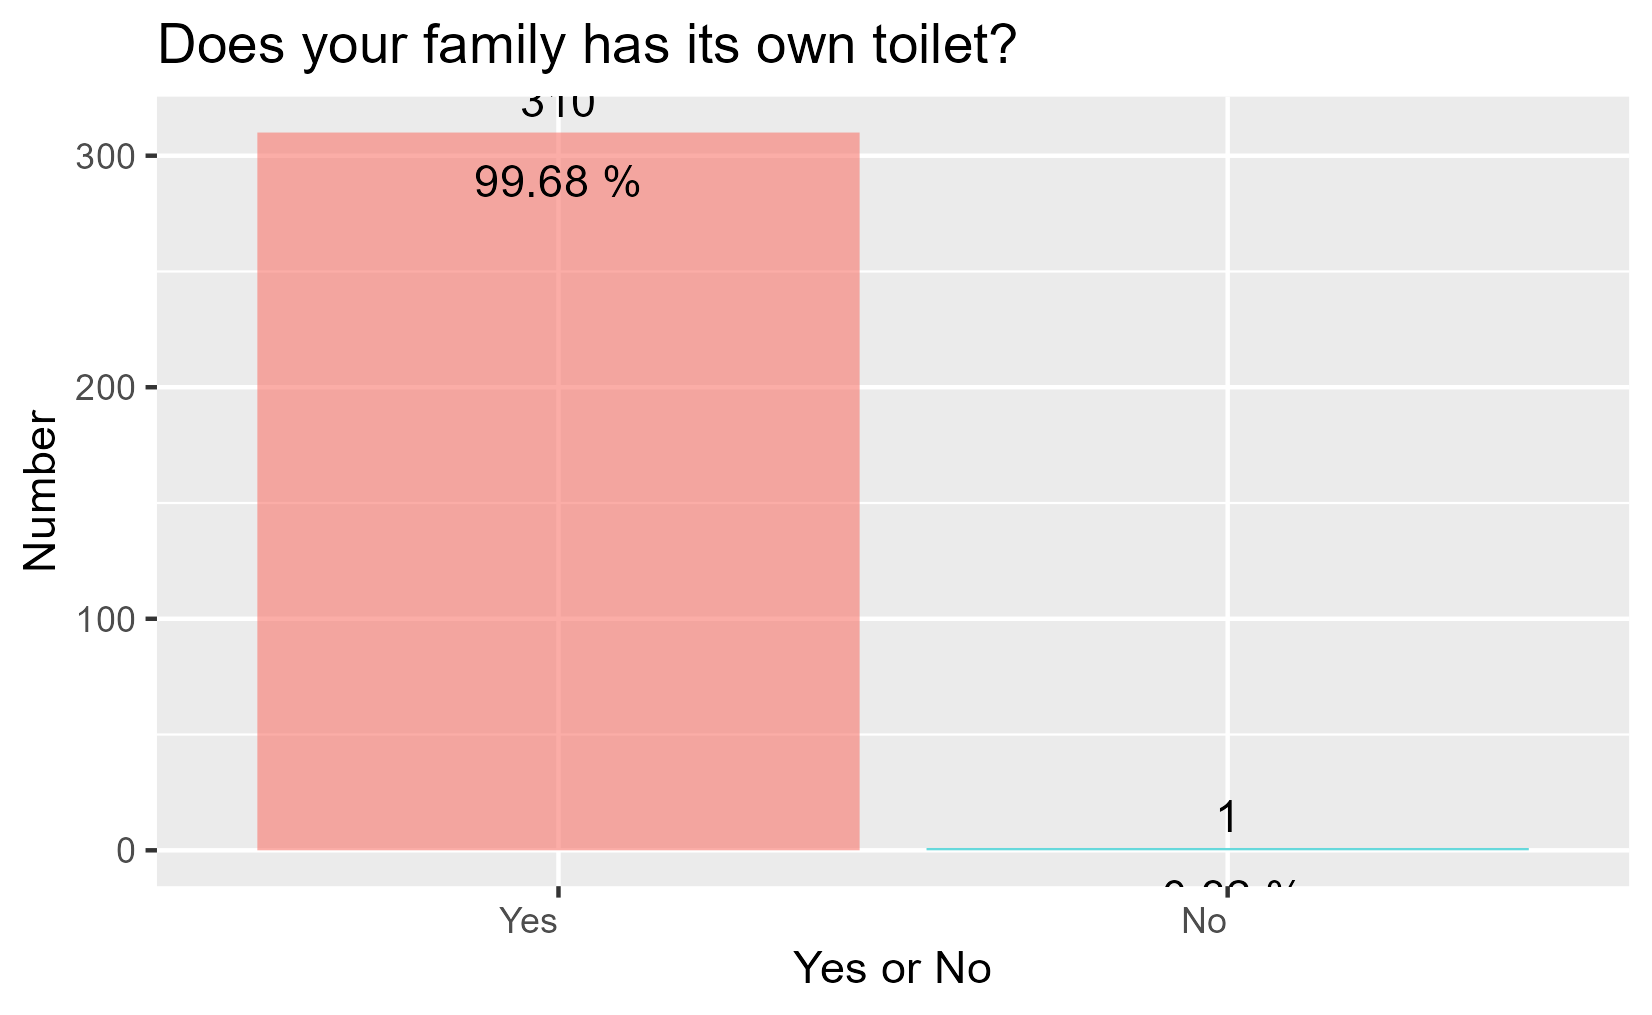 Does your family has its own toilet?
310
300
99.68 %
200
100
1
0
Yes
No
Yes or No
Number